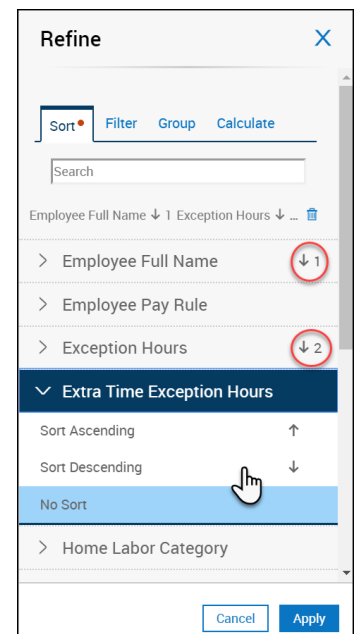 Refine X
Sort Filter Group Calculate
Search
Employee Full Name ↓ 1 Exception Hours ↓ ...
> Employee Full Name ↓ 1
> Employee Pay Rule
> Exception Hours ↓ 2
Extra Time Exception Hours
Sort Ascending ↑
Sort Descending ↓
No Sort
> Home Labor Category
Cancel Apply